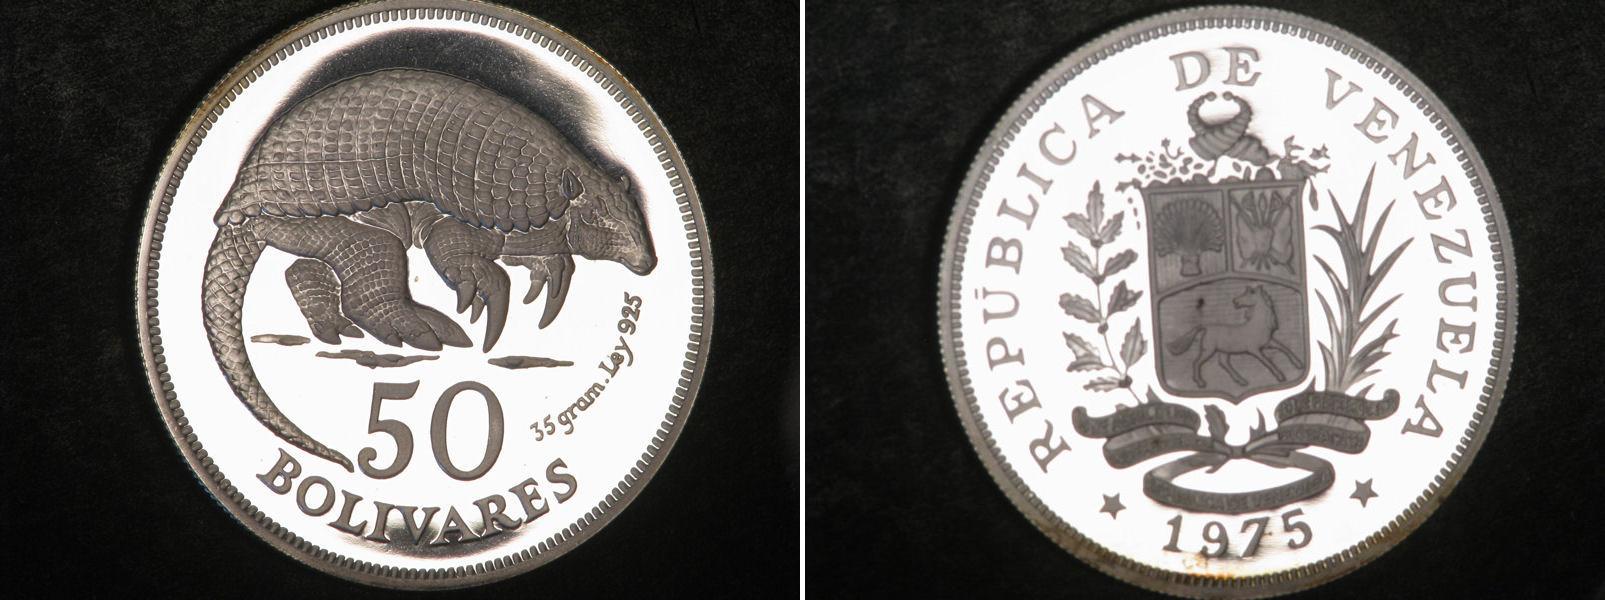 50
BOLIVARES
35 gram. Ley 925
REPÚBLICA DE VENEZUELA
★ 1975 ★